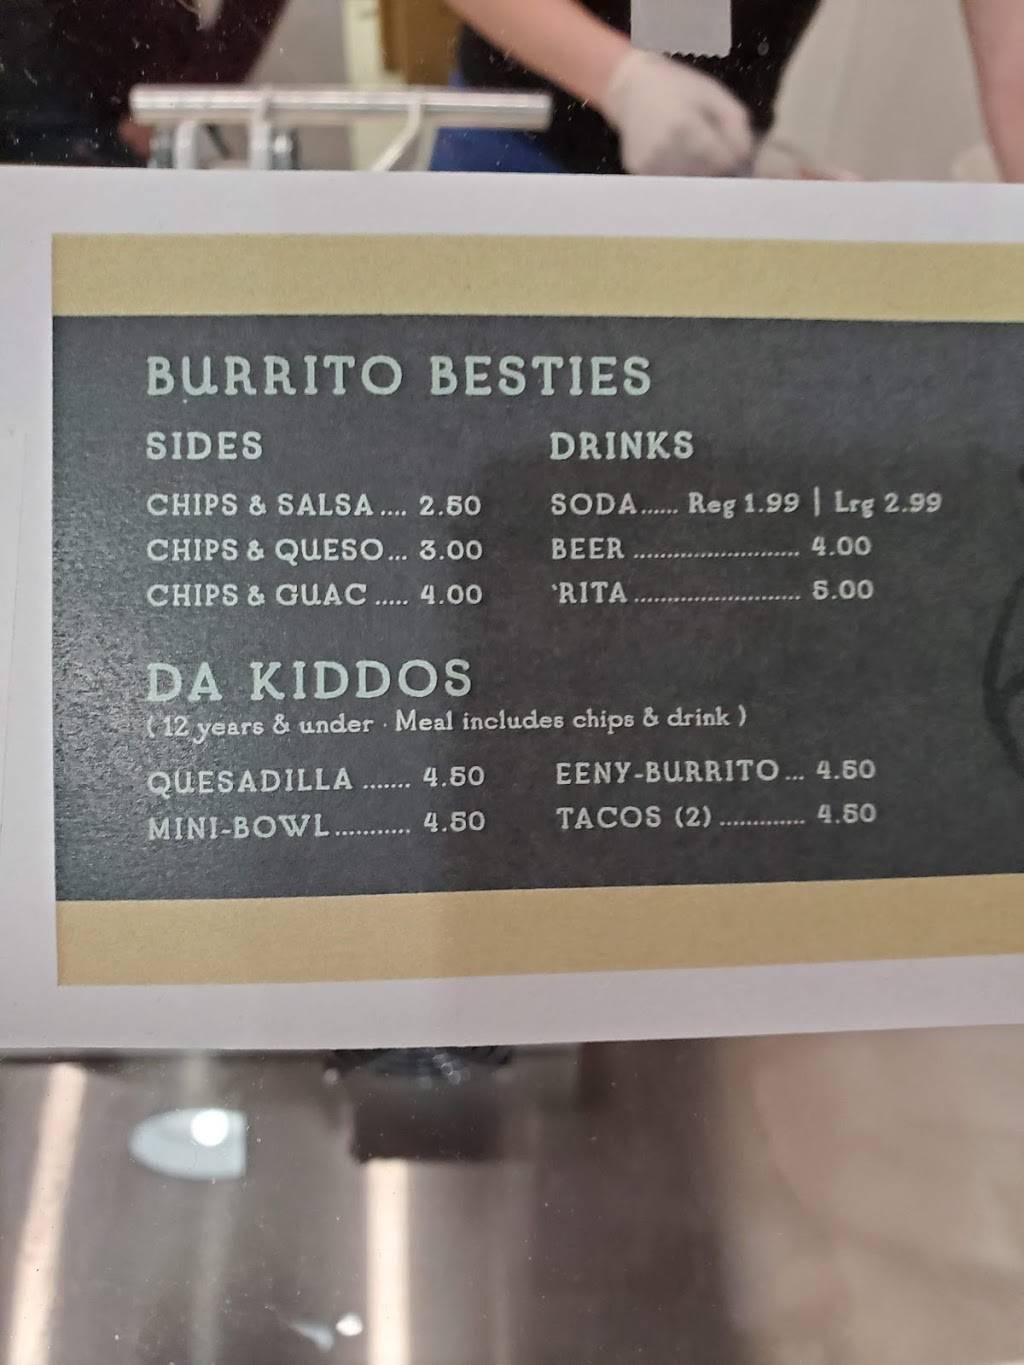 BURRITO BESTIES
SIDES
CHIPS & SALSA .... 2.50
CHIPS & QUESO ... 3.00
CHIPS & GUAC ..... 4.00
DRINKS
SODA ...... Reg 1.99 | Lrg 2.99
BEER ......................... 4.00
'RITA ......................... 5.00
DA KIDDOS
( 12 years & under · Meal includes chips & drink )
QUESADILLA ....... 4.50
MINI-BOWL ............ 4.50
EENY-BURRITO ... 4.50
TACOS (2) ............. 4.50